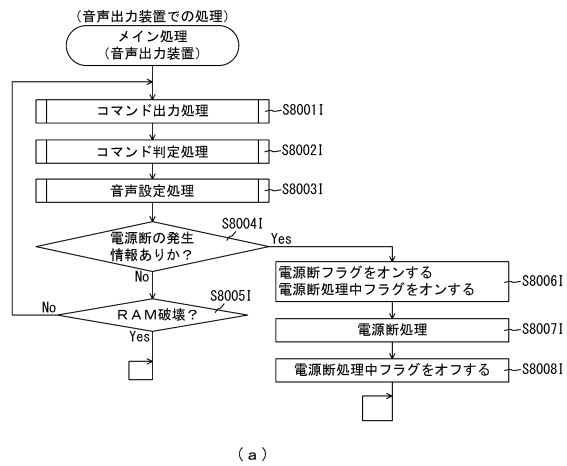 (音声出力装置での処理)
メイン処理
(音声出力装置)
コマンド出力処理
S8001I
コマンド判定処理
S8002I
音声設定処理
S8003I
電源断の発生
情報ありか?
S8004I
Yes
No
電源断フラグをオンする
電源断処理中フラグをオンする
S8006I
RAM破壊?
S8005I
No
Yes
電源断処理
S8007I
電源断処理中フラグをオフする
S8008I
(a)